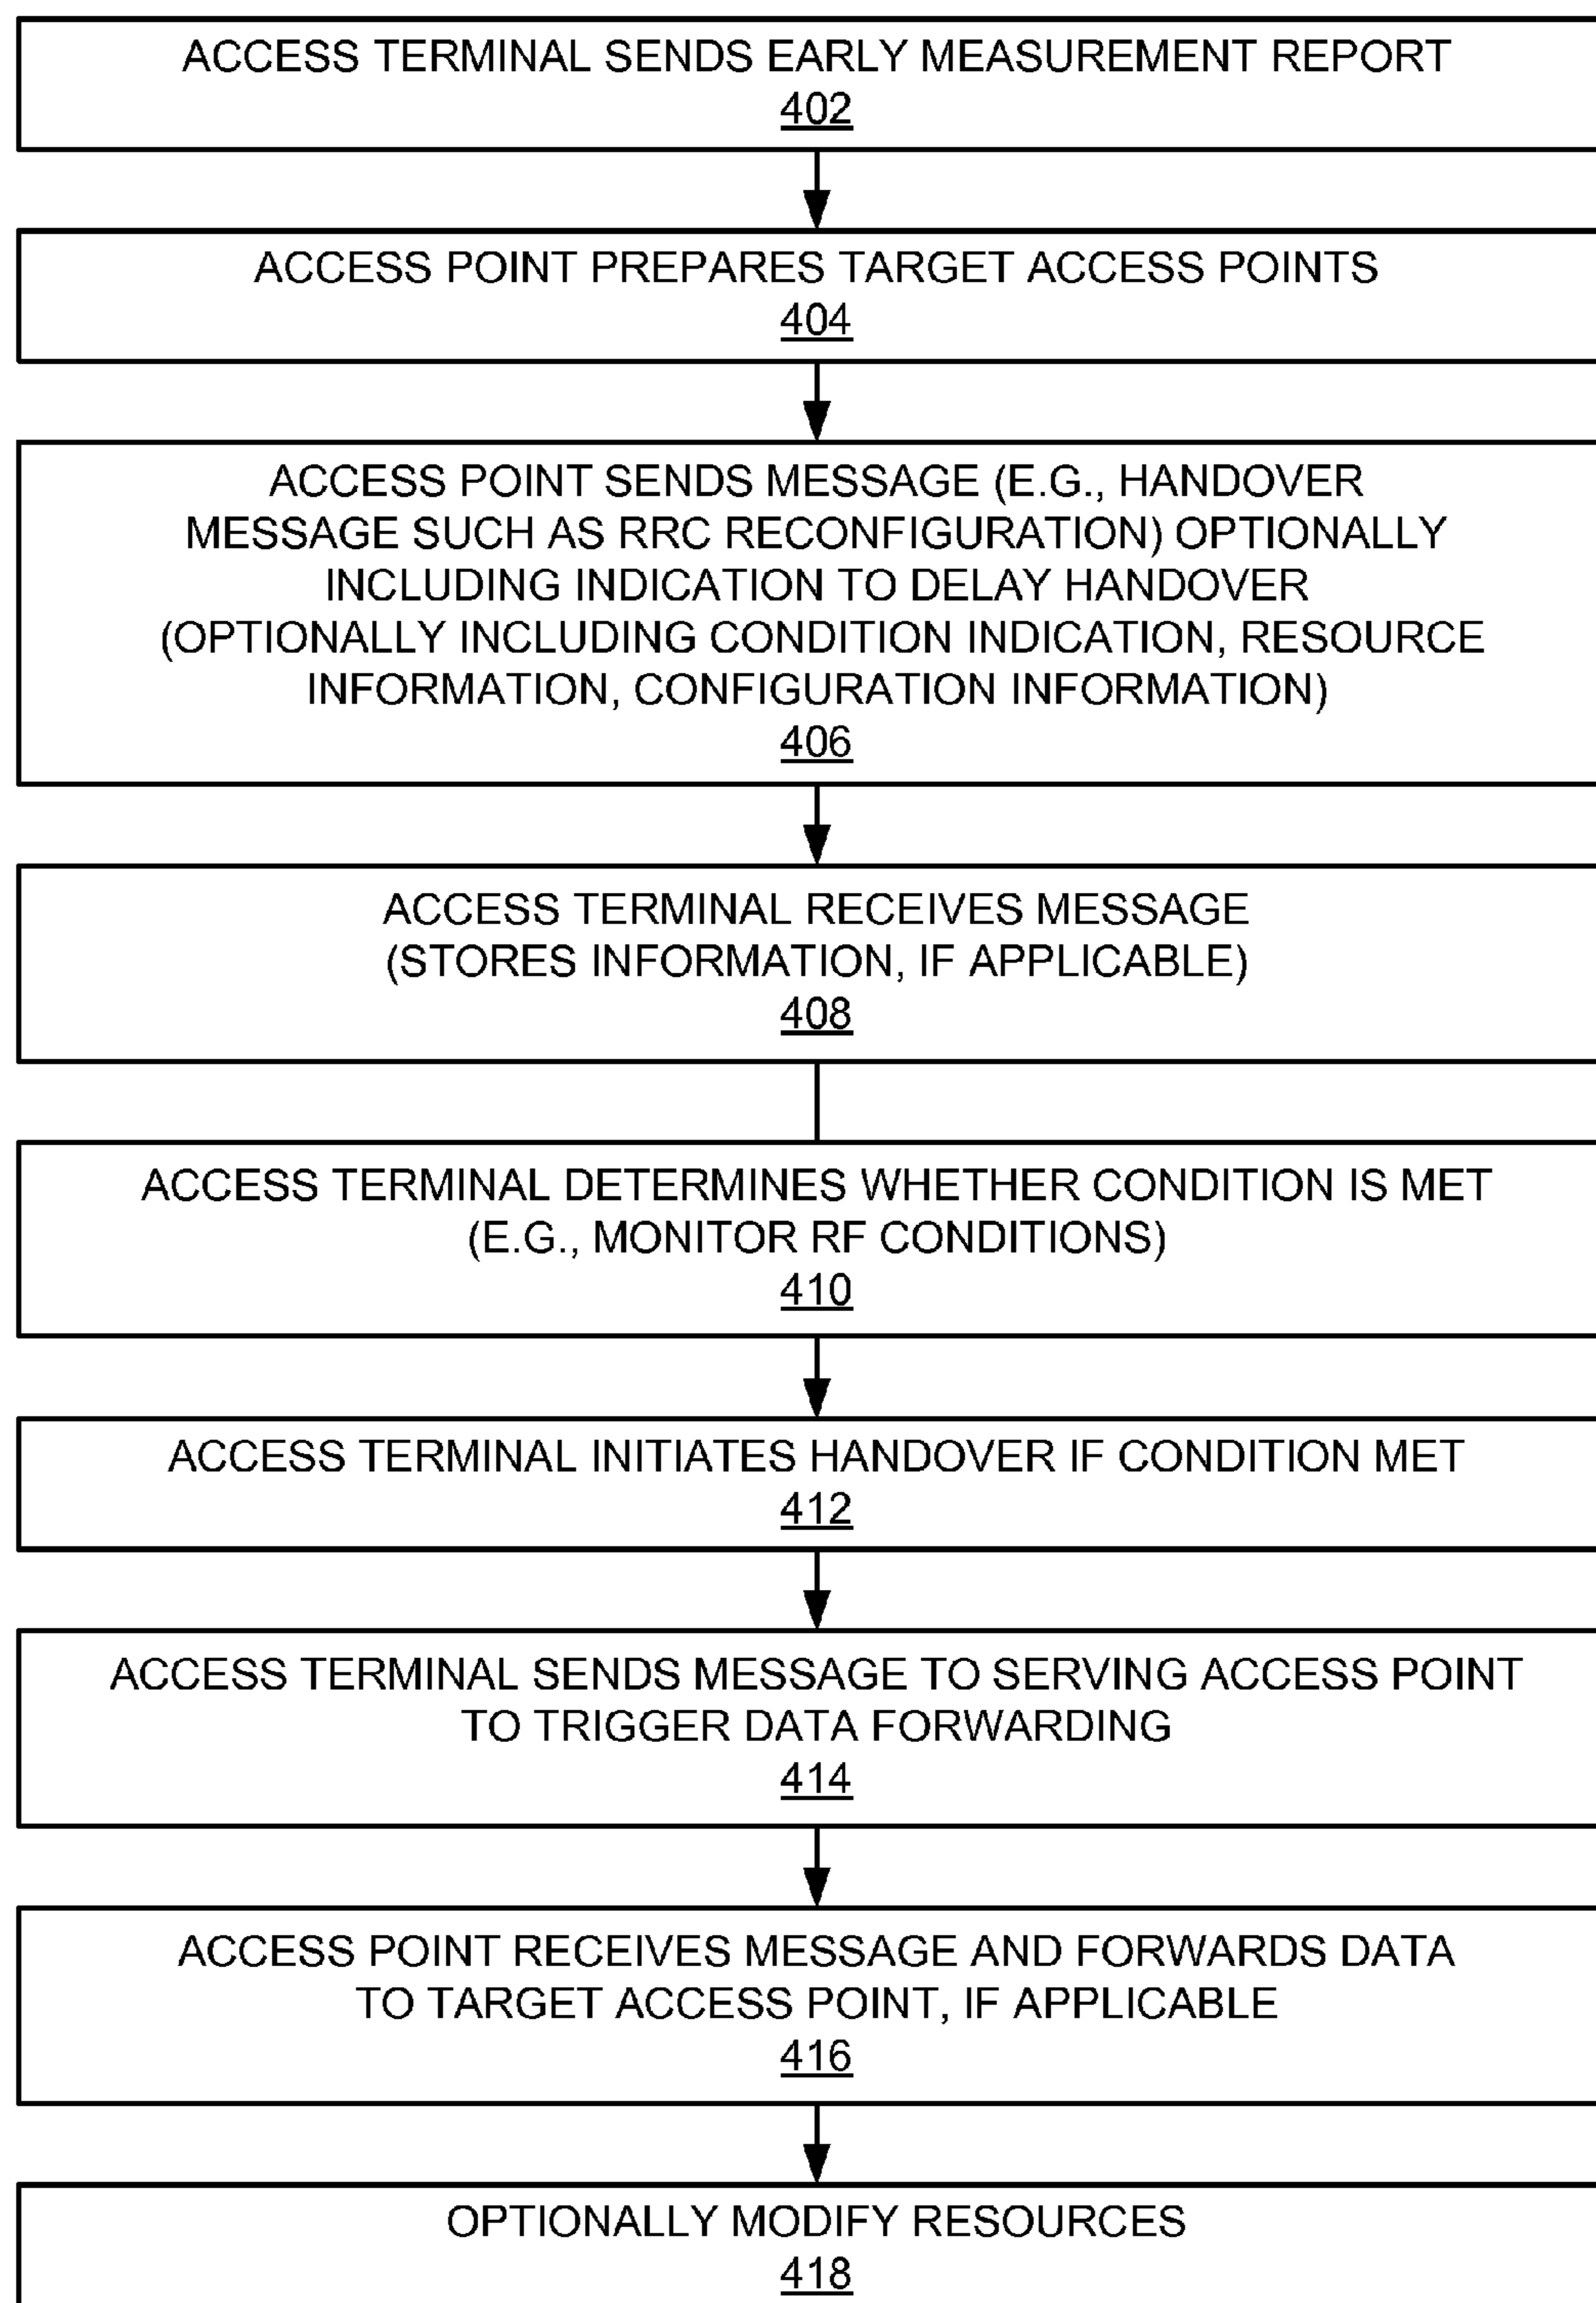 ACCESS TERMINAL SENDS EARLY MEASUREMENT REPORT
402
ACCESS POINT PREPARES TARGET ACCESS POINTS
404
ACCESS POINT SENDS MESSAGE (E.G., HANDOVER
MESSAGE SUCH AS RRC RECONFIGURATION) OPTIONALLY
INCLUDING INDICATION TO DELAY HANDOVER
(OPTIONALLY INCLUDING CONDITION INDICATION, RESOURCE
INFORMATION, CONFIGURATION INFORMATION)
406
ACCESS TERMINAL RECEIVES MESSAGE
(STORES INFORMATION, IF APPLICABLE)
408
ACCESS TERMINAL DETERMINES WHETHER CONDITION IS MET
(E.G., MONITOR RF CONDITIONS)
410
ACCESS TERMINAL INITIATES HANDOVER IF CONDITION MET
412
ACCESS TERMINAL SENDS MESSAGE TO SERVING ACCESS POINT
TO TRIGGER DATA FORWARDING
414
ACCESS POINT RECEIVES MESSAGE AND FORWARDS DATA
TO TARGET ACCESS POINT, IF APPLICABLE
416
OPTIONALLY MODIFY RESOURCES
418